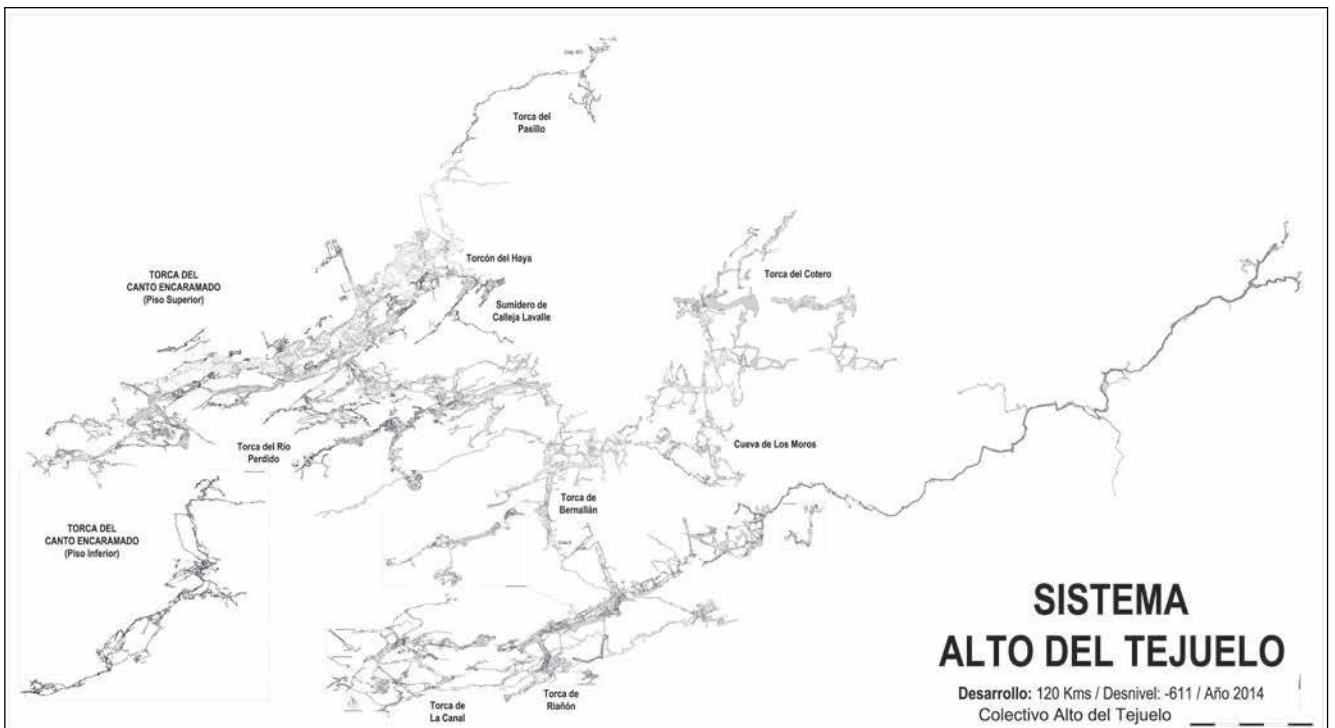 Torca del
Pasillo
Torcón del Haya
TORCA DEL
CANTO ENCARAMADO
(Piso Superior)
Torca del Cotero
Sumidero de
Calleja Lavalle
Torca del Río
Perdido
Cueva de Los Moros
Torca de
Bernallán
TORCA DEL
CANTO ENCARAMADO
(Piso Inferior)
SISTEMA
ALTO DEL TEJUELO
Desarrollo: 120 Kms / Desnivel: -611 / Año 2014
Colectivo Alto del Tejuelo
Torca de
La Canal
Torca de
Riañón